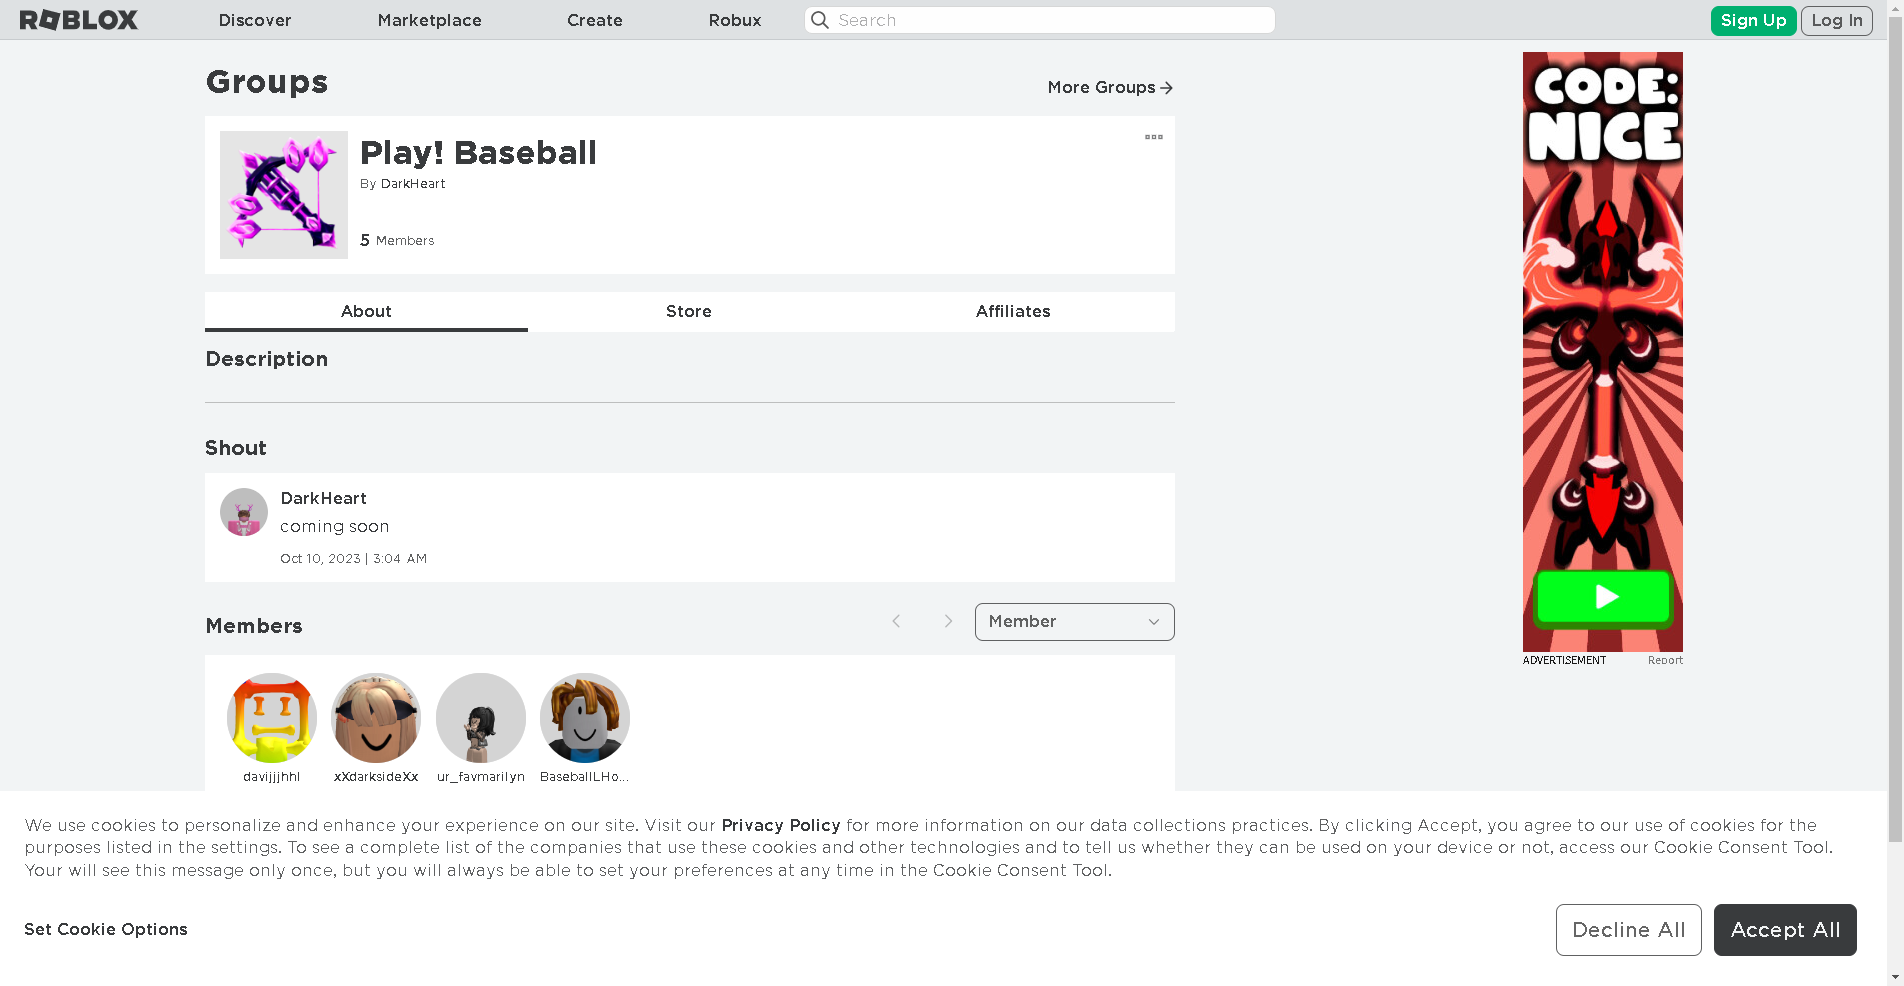 ROBLOX
Discover
Marketplace
Create
Robux
Search
Sign Up
Log In
Groups
More Groups
Play! Baseball
By DarkHeart
5 Members
About
Store
Affiliates
Description
Shout
DarkHeart
coming soon
Oct 10, 2023 | 3:04 AM
Members
Member
davijjjhhl
xXdarksideXx
ur_favmarilyn
BaseballLHo...
CODE:
NICE
ADVERTISEMENT
Report
We use cookies to personalize and enhance your experience on our site. Visit our Privacy Policy for more information on our data collections practices. By clicking Accept, you agree to our use of cookies for the
purposes listed in the settings. To see a complete list of the companies that use these cookies and other technologies and to tell us whether they can be used on your device or not, access our Cookie Consent Tool.
Your will see this message only once, but you will always be able to set your preferences at any time in the Cookie Consent Tool.
Set Cookie Options
Decline All
Accept All